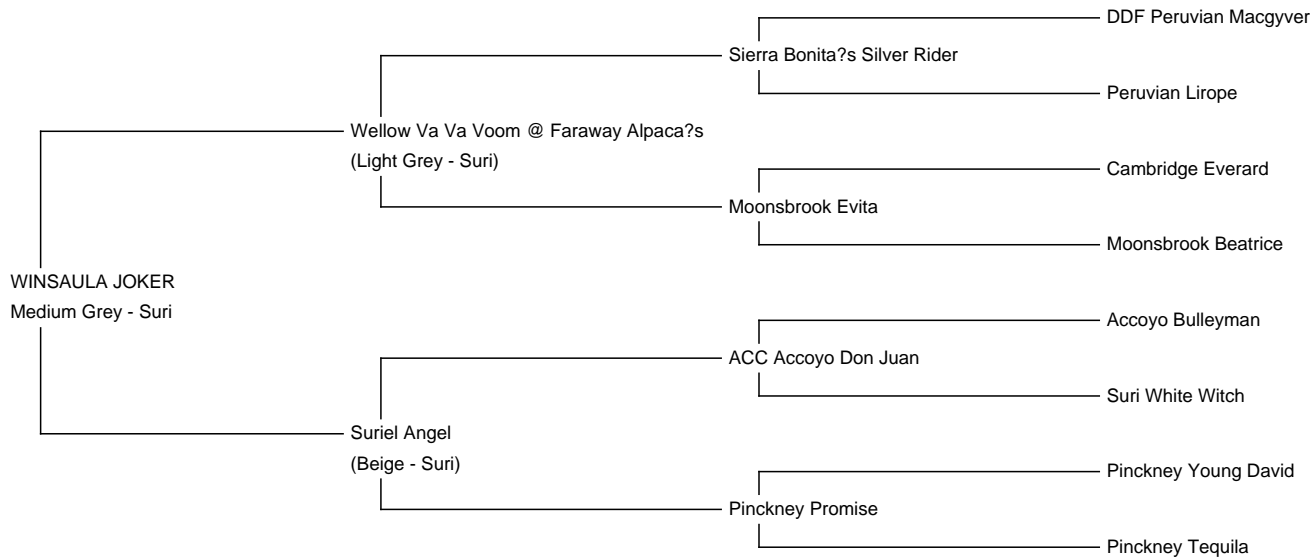 DDF Peruvian Macgyver
Sierra Bonita?s Silver Rider
Peruvian Lirope
Wellow Va Va Voom @ Faraway Alpaca?s
(Light Grey - Suri)
Cambridge Everard
Moonsbrook Evita
Moonsbrook Beatrice
WINSAULA JOKER
Medium Grey - Suri
Accoyo Bulleyman
ACC Accoyo Don Juan
Suri White Witch
Suriel Angel
(Beige - Suri)
Pinckney Young David
Pinckney Promise
Pinckney Tequila